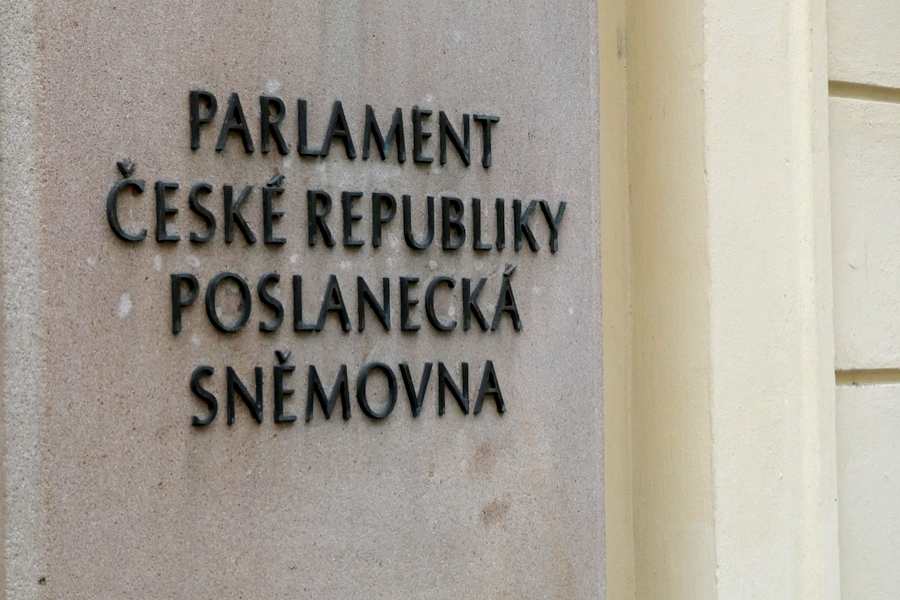 PARLAMENT
ČESKÉ REPUBLIKY
POSLANECKÁ
SNĚMOVNA